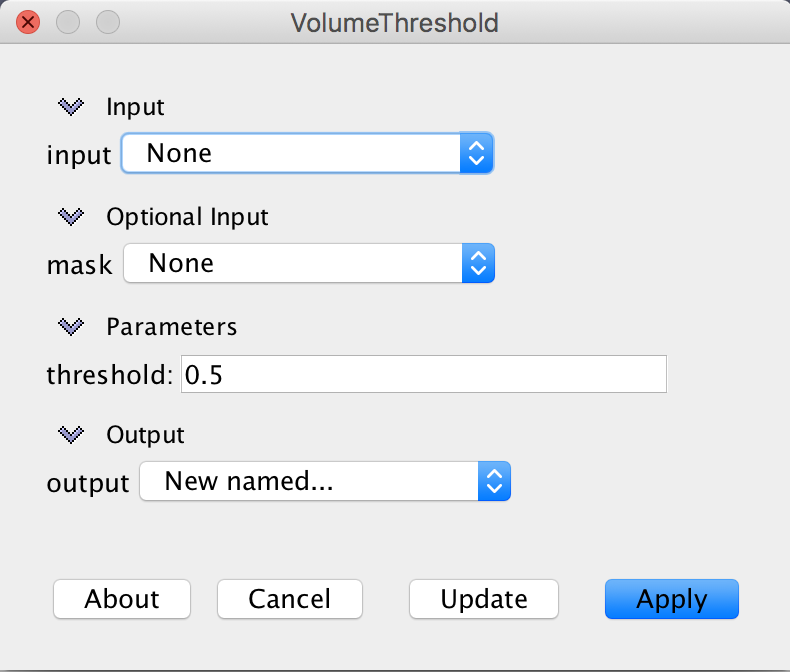 VolumeThreshold
Input
input None
Optional Input
mask None
Parameters
threshold: 0.5
Output
output New named...
About Cancel Update Apply